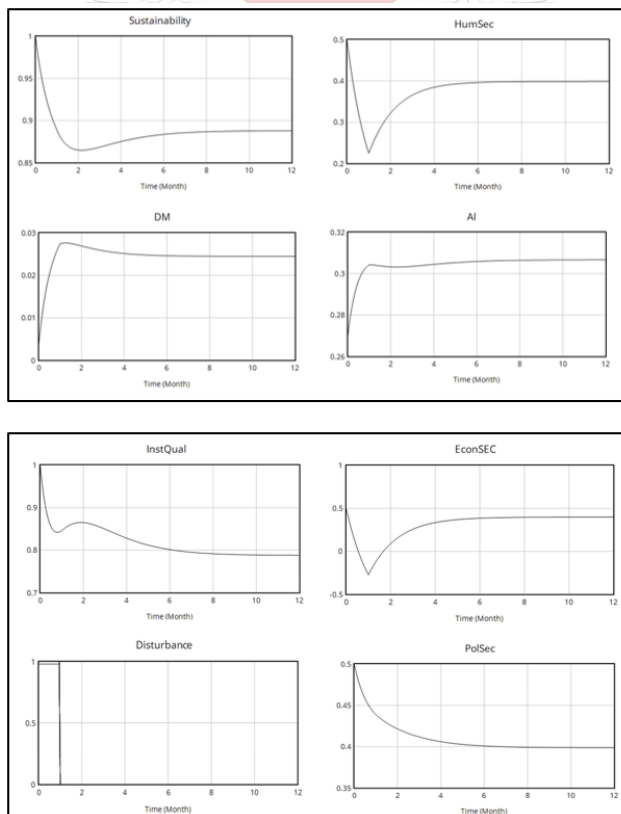 Sustainability
1
0.95
0.9
0.85
0 2 4 6 8 10 12
Time (Month)
HumSec
0.5
0.4
0.3
0.2
0 2 4 6 8 10 12
Time (Month)
DM
0.03
0.02
0.01
0
0 2 4 6 8 10 12
Time (Month)
AI
0.32
0.3
0.28
0.26
0 2 4 6 8 10 12
Time (Month)
InstQual
1
0.9
0.8
0.7
0 2 4 6 8 10 12
Time (Month)
EconSEC
1
0.5
0
-0.5
0 2 4 6 8 10 12
Time (Month)
Disturbance
1
0.5
0
0 2 4 6 8 10 12
Time (Month)
PolSec
0.5
0.45
0.4
0.35
0 2 4 6 8 10 12
Time (Month)